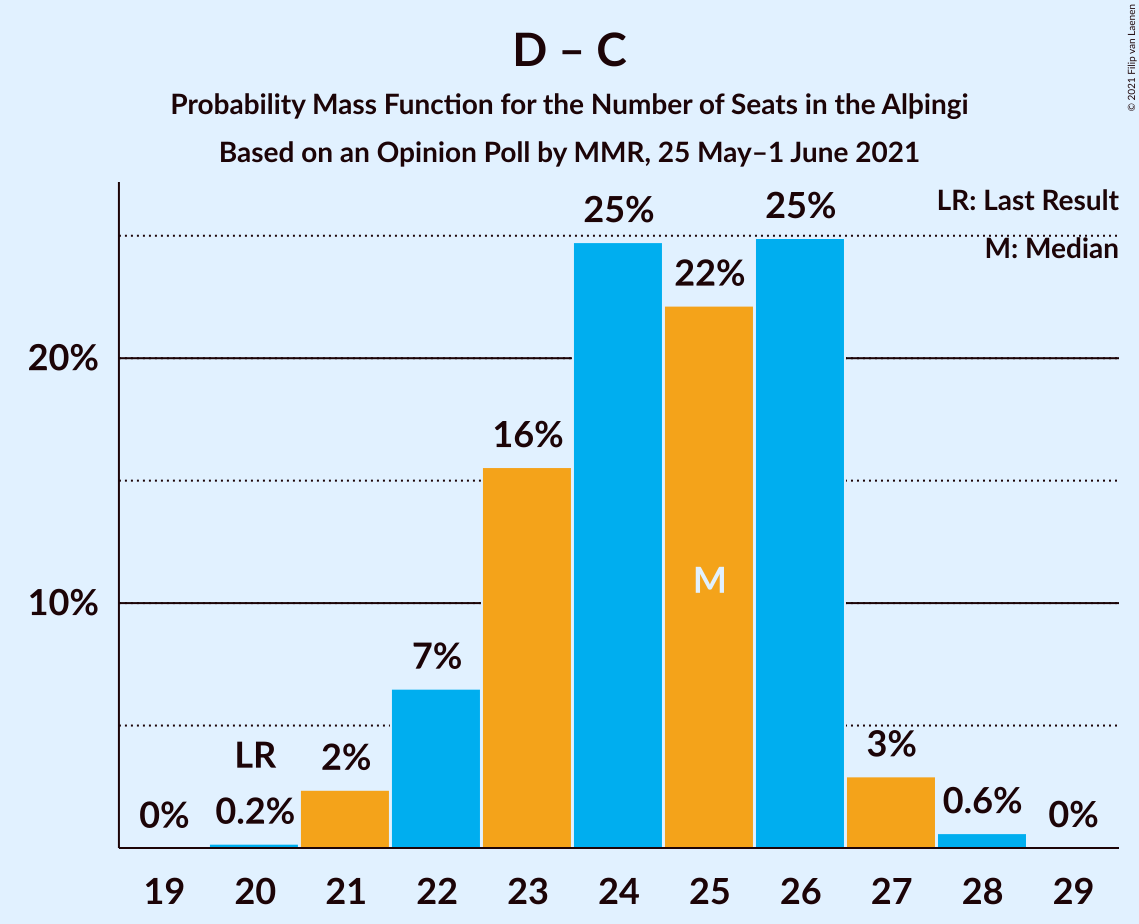 D – C
Probability Mass Function for the Number of Seats in the Alþingi
Based on an Opinion Poll by MMR, 25 May–1 June 2021
© 2021 Filip van Laenen
LR: Last Result
M: Median
25%
25%
22%
20%
16%
M
10%
7%
LR
2%
3%
0%
0.2%
0.6%
0%
19 20 21 22 23 24 25 26 27 28 29